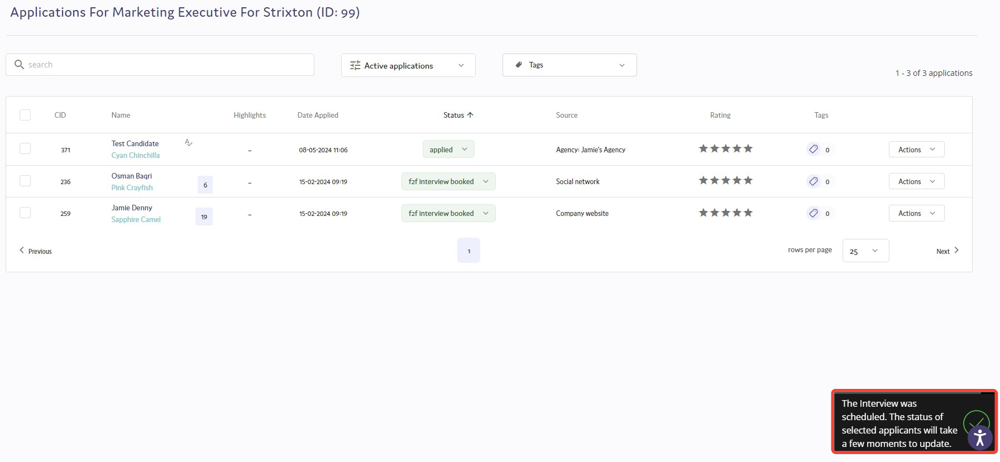 Applications For Marketing Executive For Strixton (ID: 99)
search
Active applications
Tags
1 - 3 of 3 applications
CID Name Highlights Date Applied Status Source Rating Tags
371 Test Candidate - 08-05-2024 11:06 applied Agency: Jamie's Agency 0 Actions
Cyan Chinchilla
236 Osman Baqri 6 - 15-02-2024 09:19 f2f interview booked Social network 0 Actions
Pink Crayfish
259 Jamie Denny 19 - 15-02-2024 09:19 f2f interview booked Company website 0 Actions
Sapphire Camel
Previous 1 rows per page 25 Next
The Interview was
scheduled. The status of
selected applicants will take
a few moments to update.